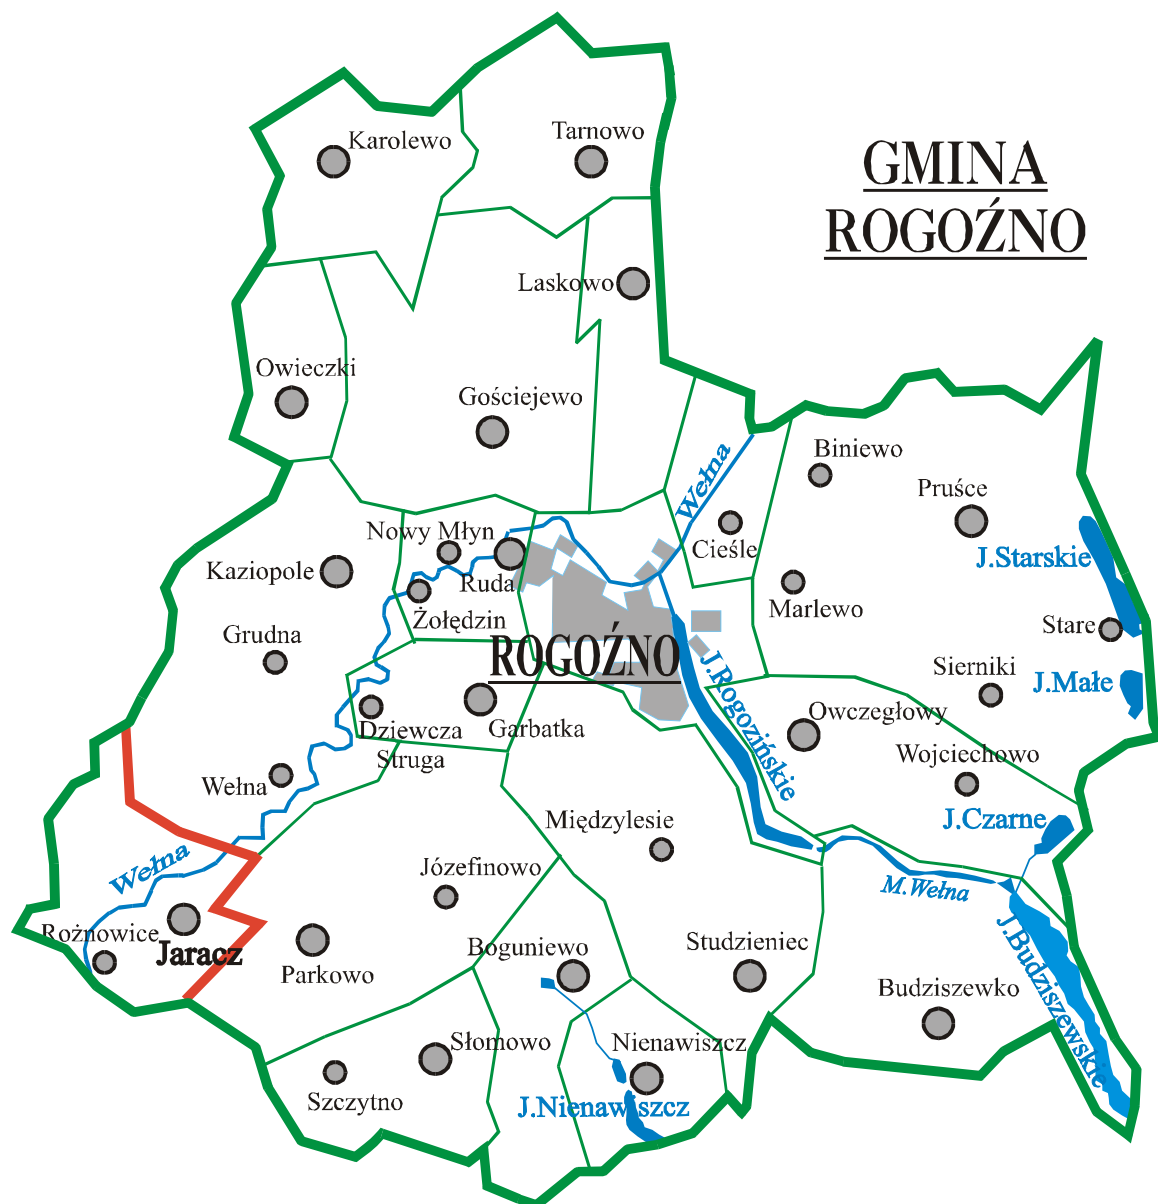 Karolewo
Tarnowo
GMINA
ROGOŹNO
Laskowo
Owieczki
Gościejewo
Biniewo
Wełna
Pruśce
Nowy Młyn
Cieśle
J.Starskie
Kaziopole
Ruda
Marlewo
Żołędzin
Stare
Grudna
ROGOŹNO
J.Rogozińskie
Sierniki
J.Małe
Dziewcza
Struga
Garbatka
Owczegłowy
Wojciechowo
Wełna
Międzylesie
J.Czarne
Wełna
Józefinowo
M.Wełna
Rożnowice
Jaracz
Parkowo
Boguniewo
Studzieniec
J.Budziszewskie
Budziszewko
Słomowo
Nienawiszcz
Szczytno
J.Nienawiszcz